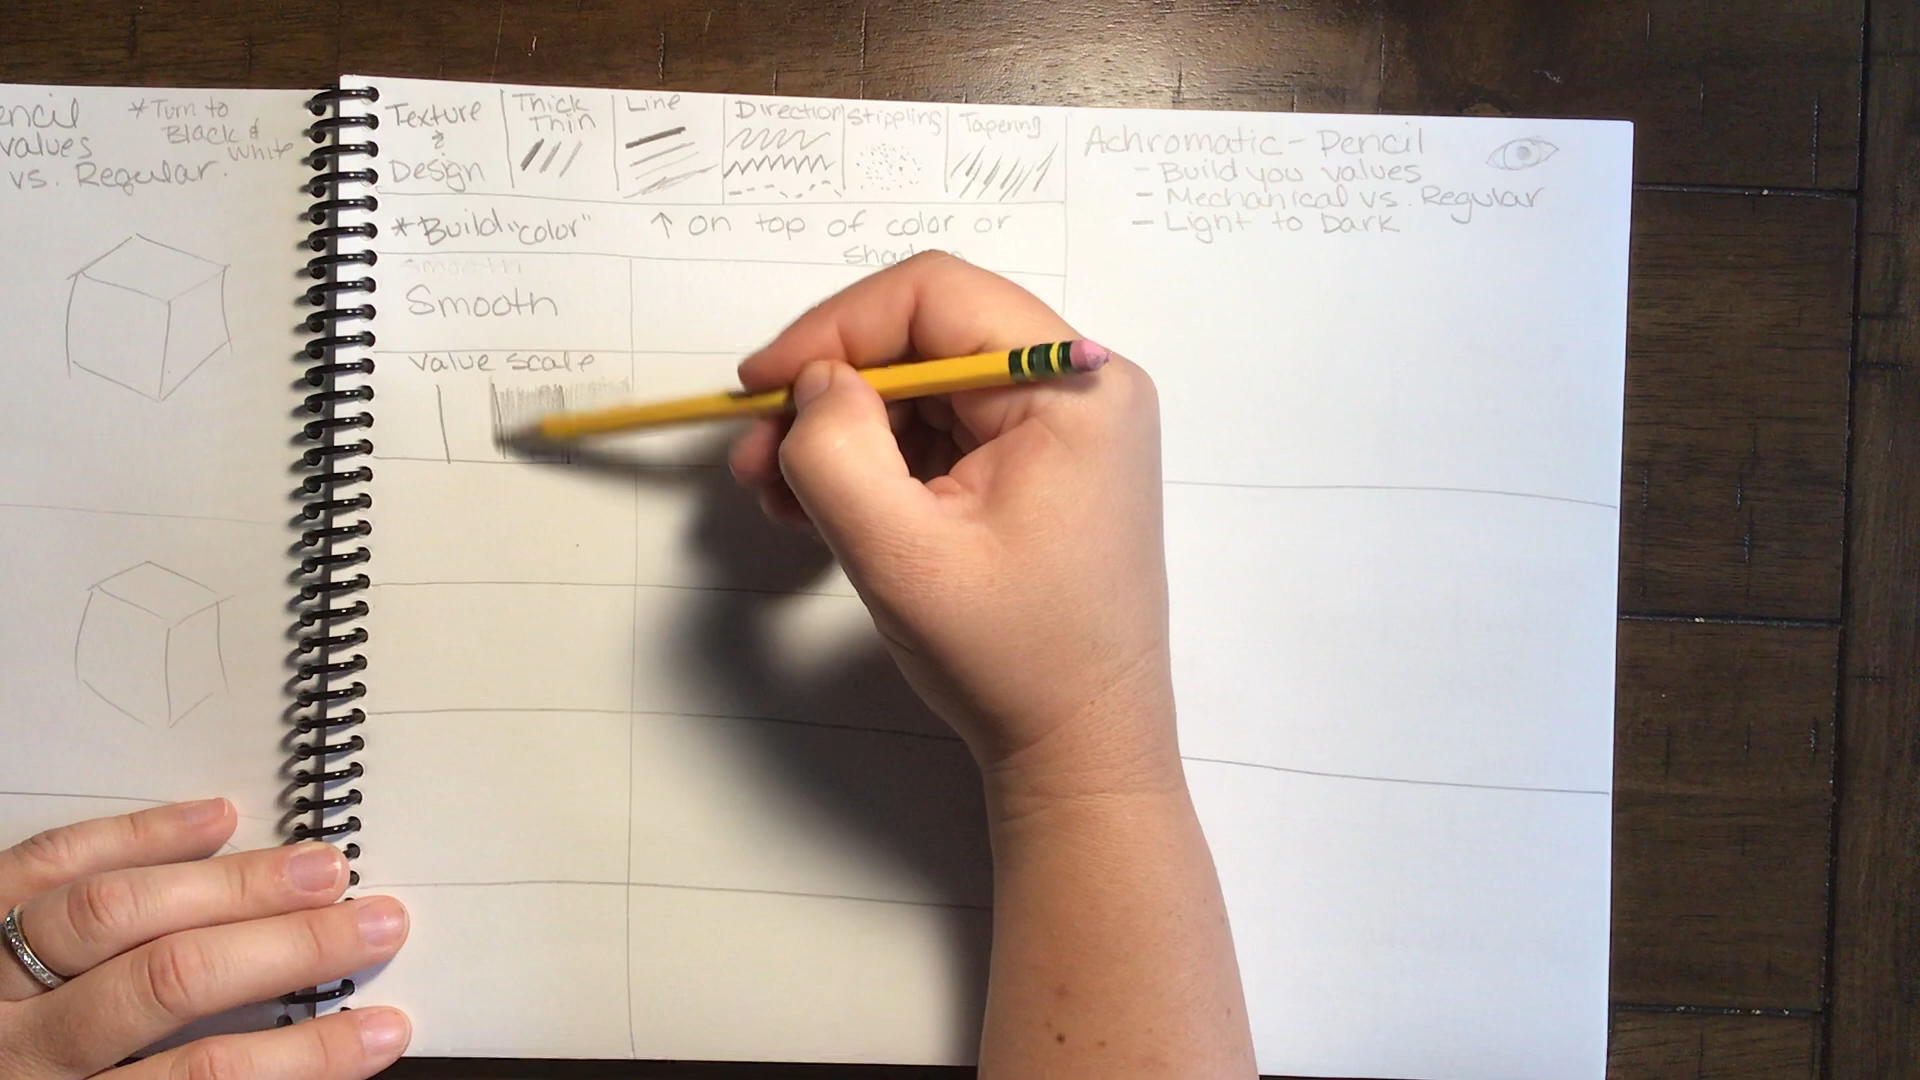 encil
values
vs. Regular.
*Turn to
Black &
White
Texture
&
Design
Thick
Thin
Line
Direction
Stippling
Tapering
*Build "color"
↑ on top of color or
smooth
Smooth
Value scale
Achromatic - Pencil
- Build you values
- Mechanical vs. Regular
- Light to Dark